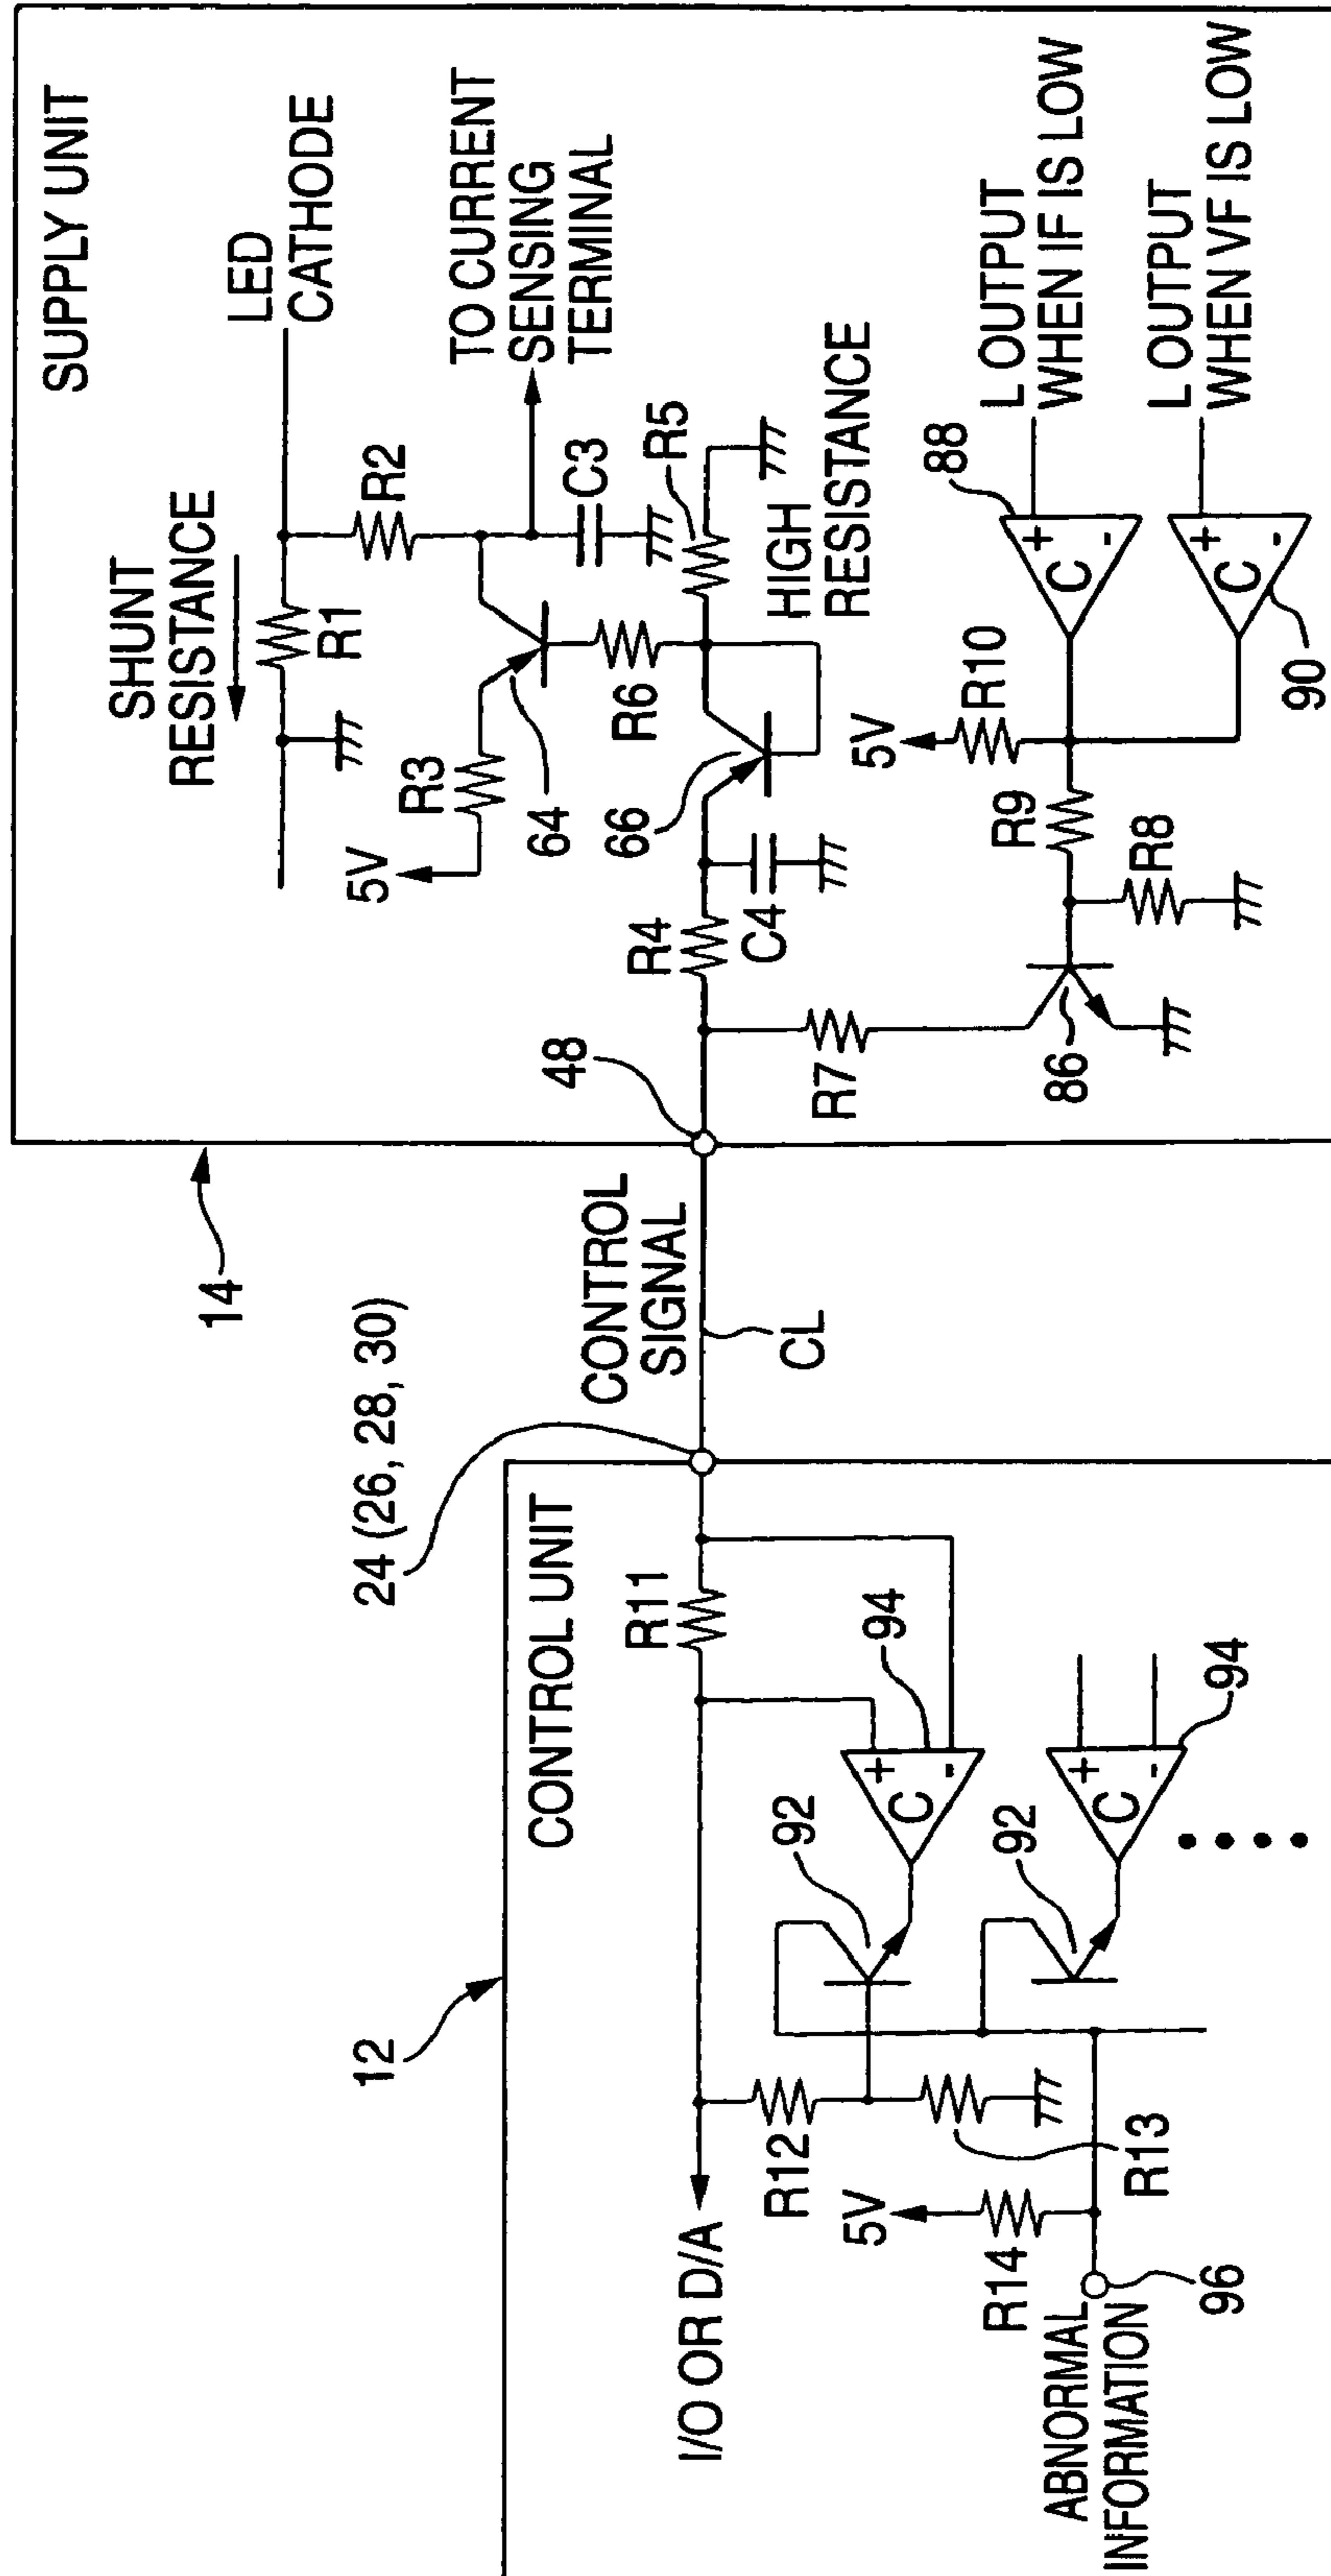 SUPPLY UNIT
SHUNT
RESISTANCE
LED
CATHODE
R1
R2
5V
R3
64
TO CURRENT
SENSING
TERMINAL
C3
R6
R5
66
HIGH
RESISTANCE
R4
C4
48
R7
86
R8
R9
5V
R10
C
+
-
88
L OUTPUT
WHEN IF IS LOW
C
+
-
90
L OUTPUT
WHEN VF IS LOW
14
CONTROL
SIGNAL
CL
24 (26, 28, 30)
12
CONTROL UNIT
R11
I/O OR D/A
R12
R13
92
C
+
-
94
92
C
+
-
94
5V
R14
96
ABNORMAL
INFORMATION